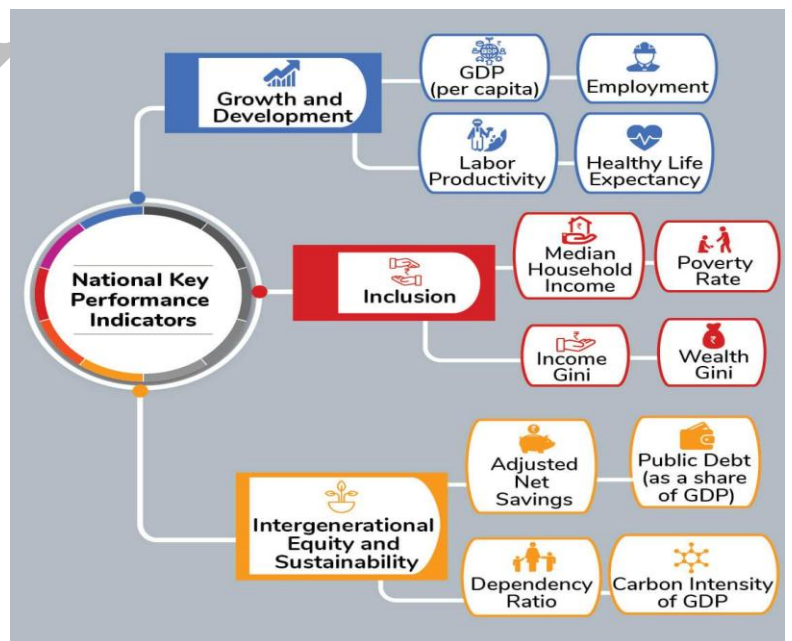 GDP
GDP
(per capita)
Employment
Growth and
Development
Labor
Productivity
Healthy Life
Expectancy
National Key
Performance
Indicators
₹
Inclusion
₹
Median
Household
Income
Poverty
Rate
₹
Income
Gini
₹
Wealth
Gini
Intergenerational
Equity and
Sustainability
₹
Adjusted
Net
Savings
Public Debt
(as a share
of GDP)
Dependency
Ratio
Carbon Intensity
of GDP